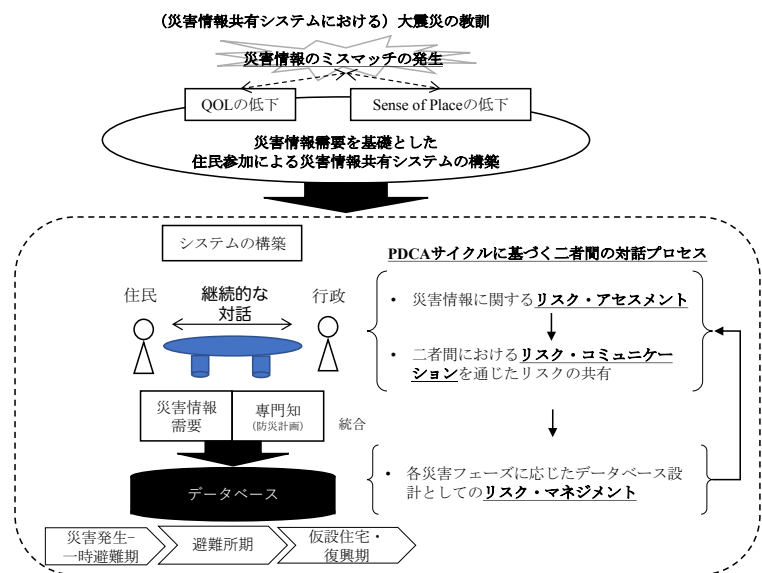 (災害情報共有システムにおける)大震災の教訓
災害情報のミスマッチの発生
QOLの低下
Sense of Placeの低下
災害情報需要を基礎とした
住民参加による災害情報共有システムの構築
システムの構築
PDCAサイクルに基づく二者間の対話プロセス
住民
継続的な
対話
行政
• 災害情報に関するリスク・アセスメント
• 二者間におけるリスク・コミュニケー
ションを通じたリスクの共有
災害情報
需要
専門知
(防災計画)
統合
データベース
• 各災害フェーズに応じたデータベース設
計としてのリスク・マネジメント
災害発生−
一時避難期
避難所期
仮設住宅・
復興期